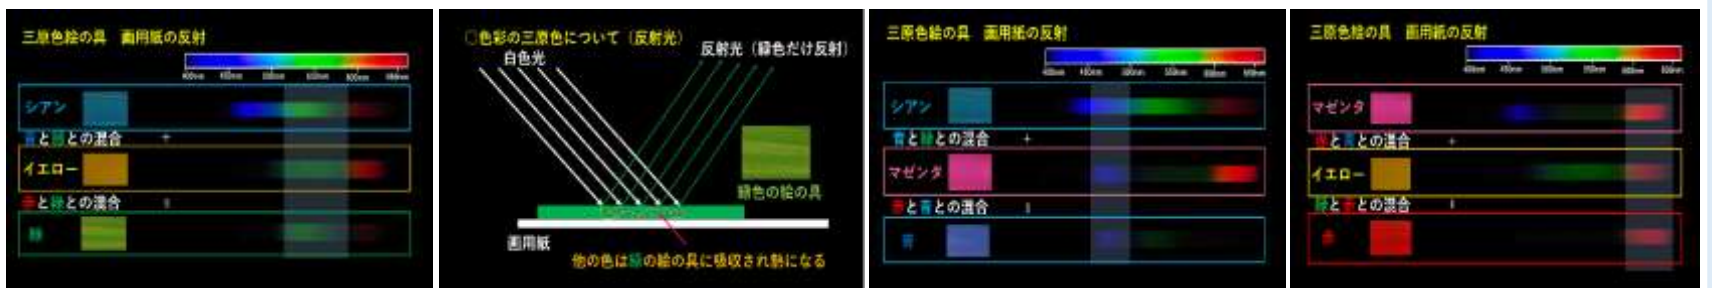 三原色絵の具 画用紙の反射
シアン
青と緑との混合 +
イエロー
赤と緑との混合 ॥
緑
色彩の三原色について(反射光)
白色光
反射光(緑色だけ反射)
緑色の絵の具
画用紙
他の色は緑の絵の具に吸収され熱になる
三原色絵の具 画用紙の反射
シアン
青と緑との混合 +
マゼンタ
赤と青との混合
青
三原色絵の具 画用紙の反射
マゼンタ
赤と青との混合 +
イエロー
緑と赤との混合
赤